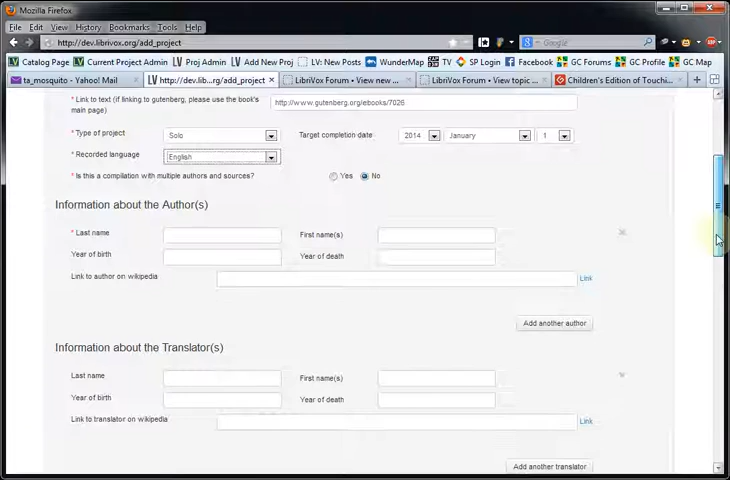 Mozilla Firefox
File Edit View History Bookmarks Tools Help
http://dev.librivox.org/add_project
Google
Catalog Page Current Project Admin Proj Admin LV: New Posts WunderMap TV SP Login Facebook GC Forums GC Profile GC Map
ta_mosquito - Yahoo! Mail http://dev.lib...rg/add_project LibriVox Forum • View new ... LibriVox Forum • View topic ... Children's Edition of Touchi...
* Link to text (if linking to gutenberg, please use the book's main page) http://www.gutenberg.org/ebooks/7026
* Type of project Solo Target completion date 2014 January 1
* Recorded language English
* Is this a compilation with multiple authors and sources? Yes No
Information about the Author(s)
* Last name First name(s)
Year of birth Year of death
Link to author on wikipedia Link
Add another author
Information about the Translator(s)
Last name First name(s)
Year of birth Year of death
Link to translator on wikipedia Link
Add another translator